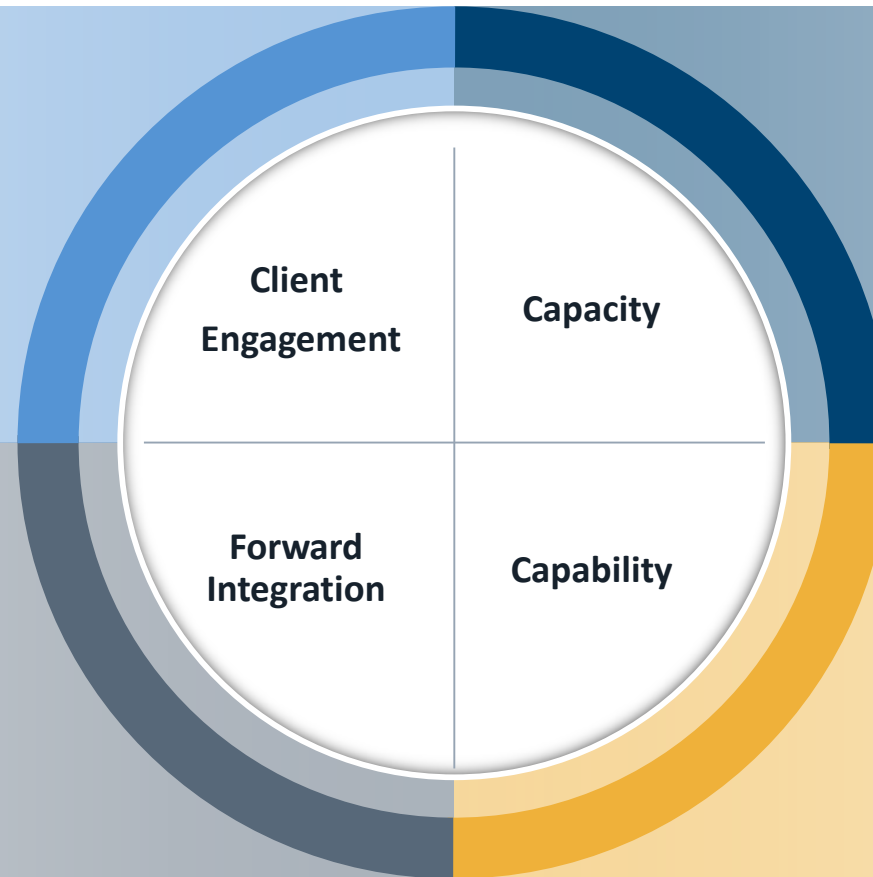 Client
Engagement
Capacity
Forward
Integration
Capability